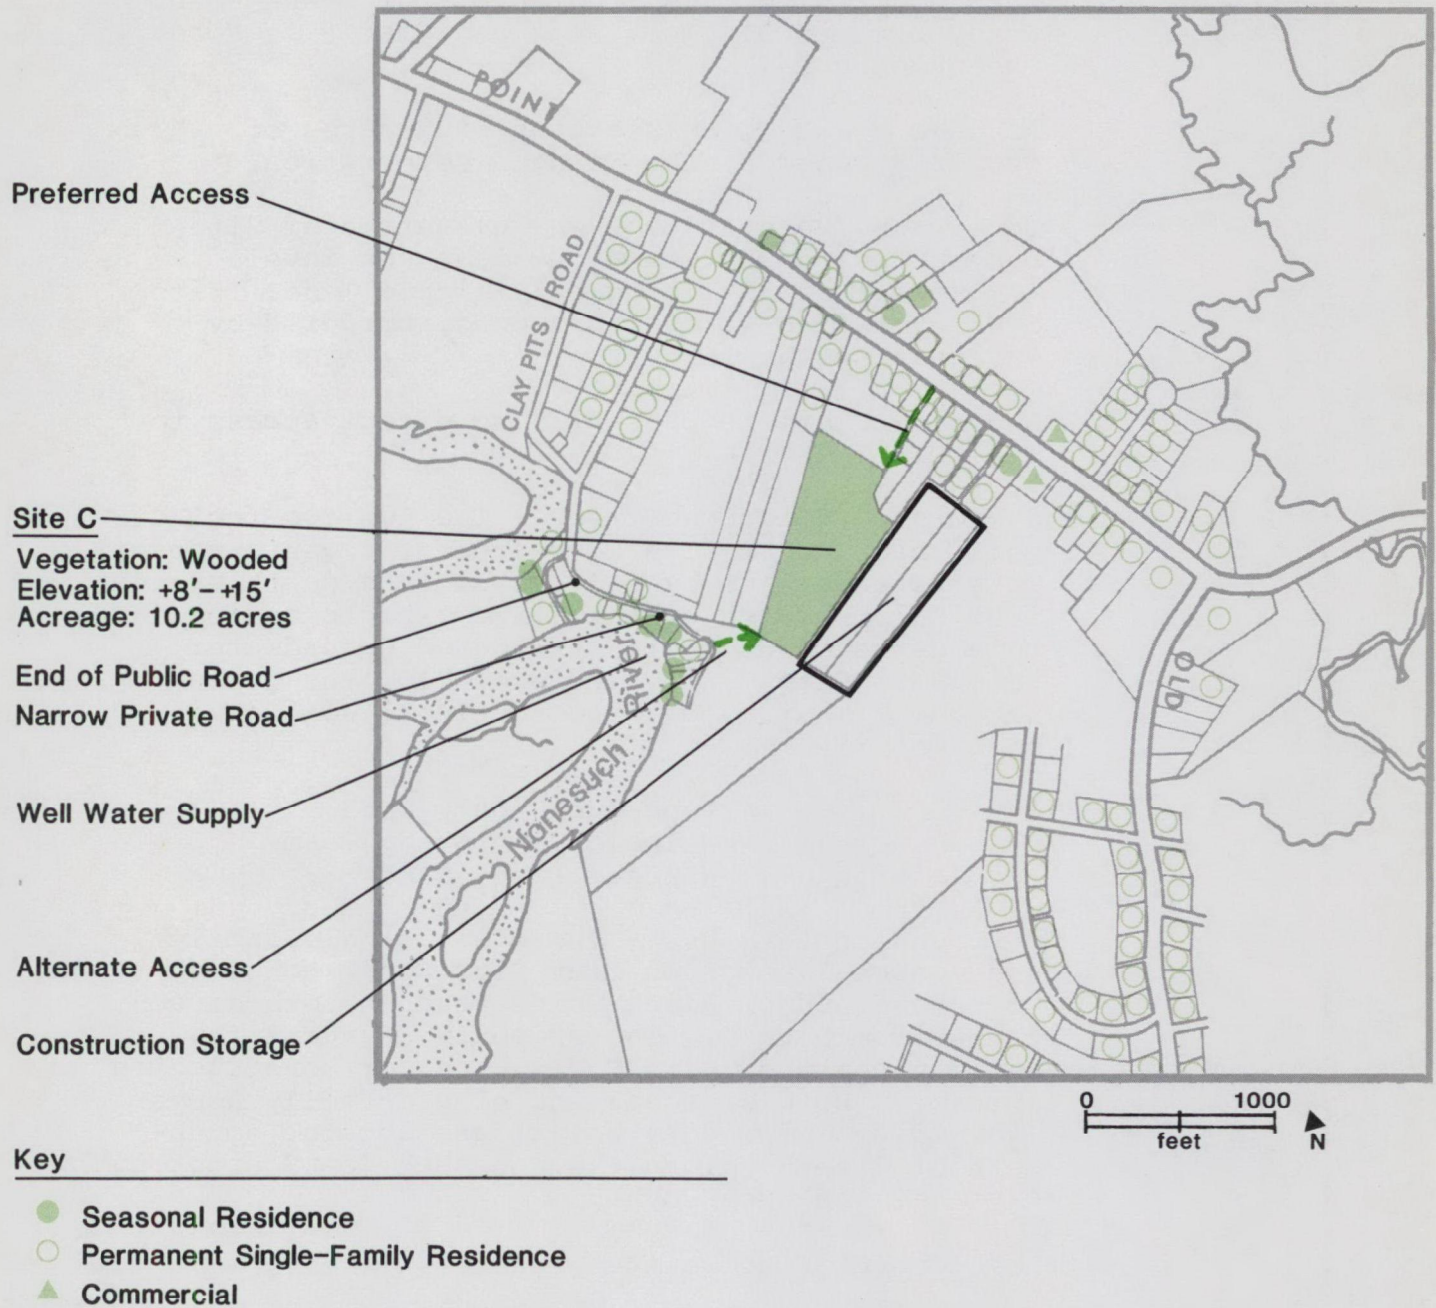 POINT
Preferred Access
CLAY PITS ROAD
Site C
Vegetation: Wooded
Elevation: +8'-+15'
Acreage: 10.2 acres
End of Public Road
Narrow Private Road
OLD
Nonesuch River
Well Water Supply
Alternate Access
Construction Storage
0 1000
feet
N
Key
Seasonal Residence
Permanent Single-Family Residence
Commercial